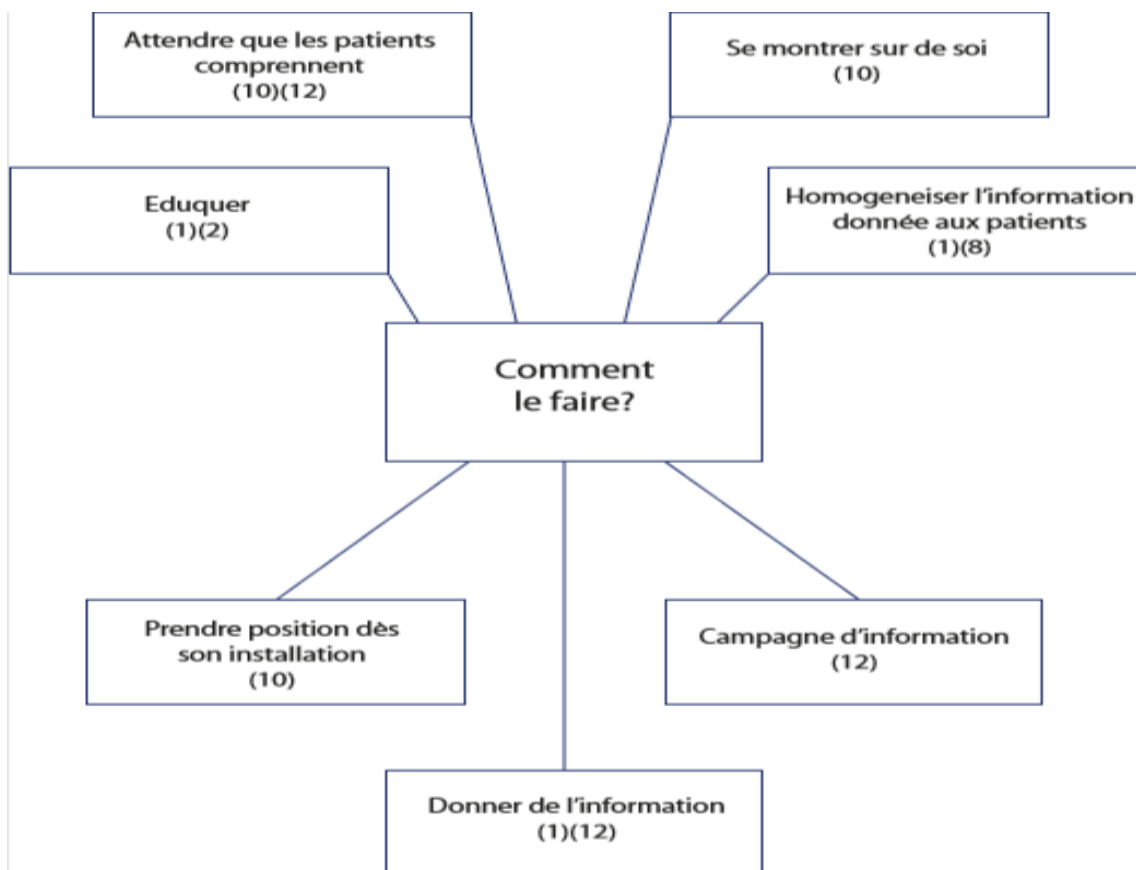 Attendre que les patients
comprennent
(10)(12)
Se montrer sur de soi
(10)
Eduquer
(1)(2)
Homogeneiser l'information
donnée aux patients
(1)(8)
Comment
le faire?
Prendre position dès
son installation
(10)
Campagne d'information
(12)
Donner de l'information
(1)(12)